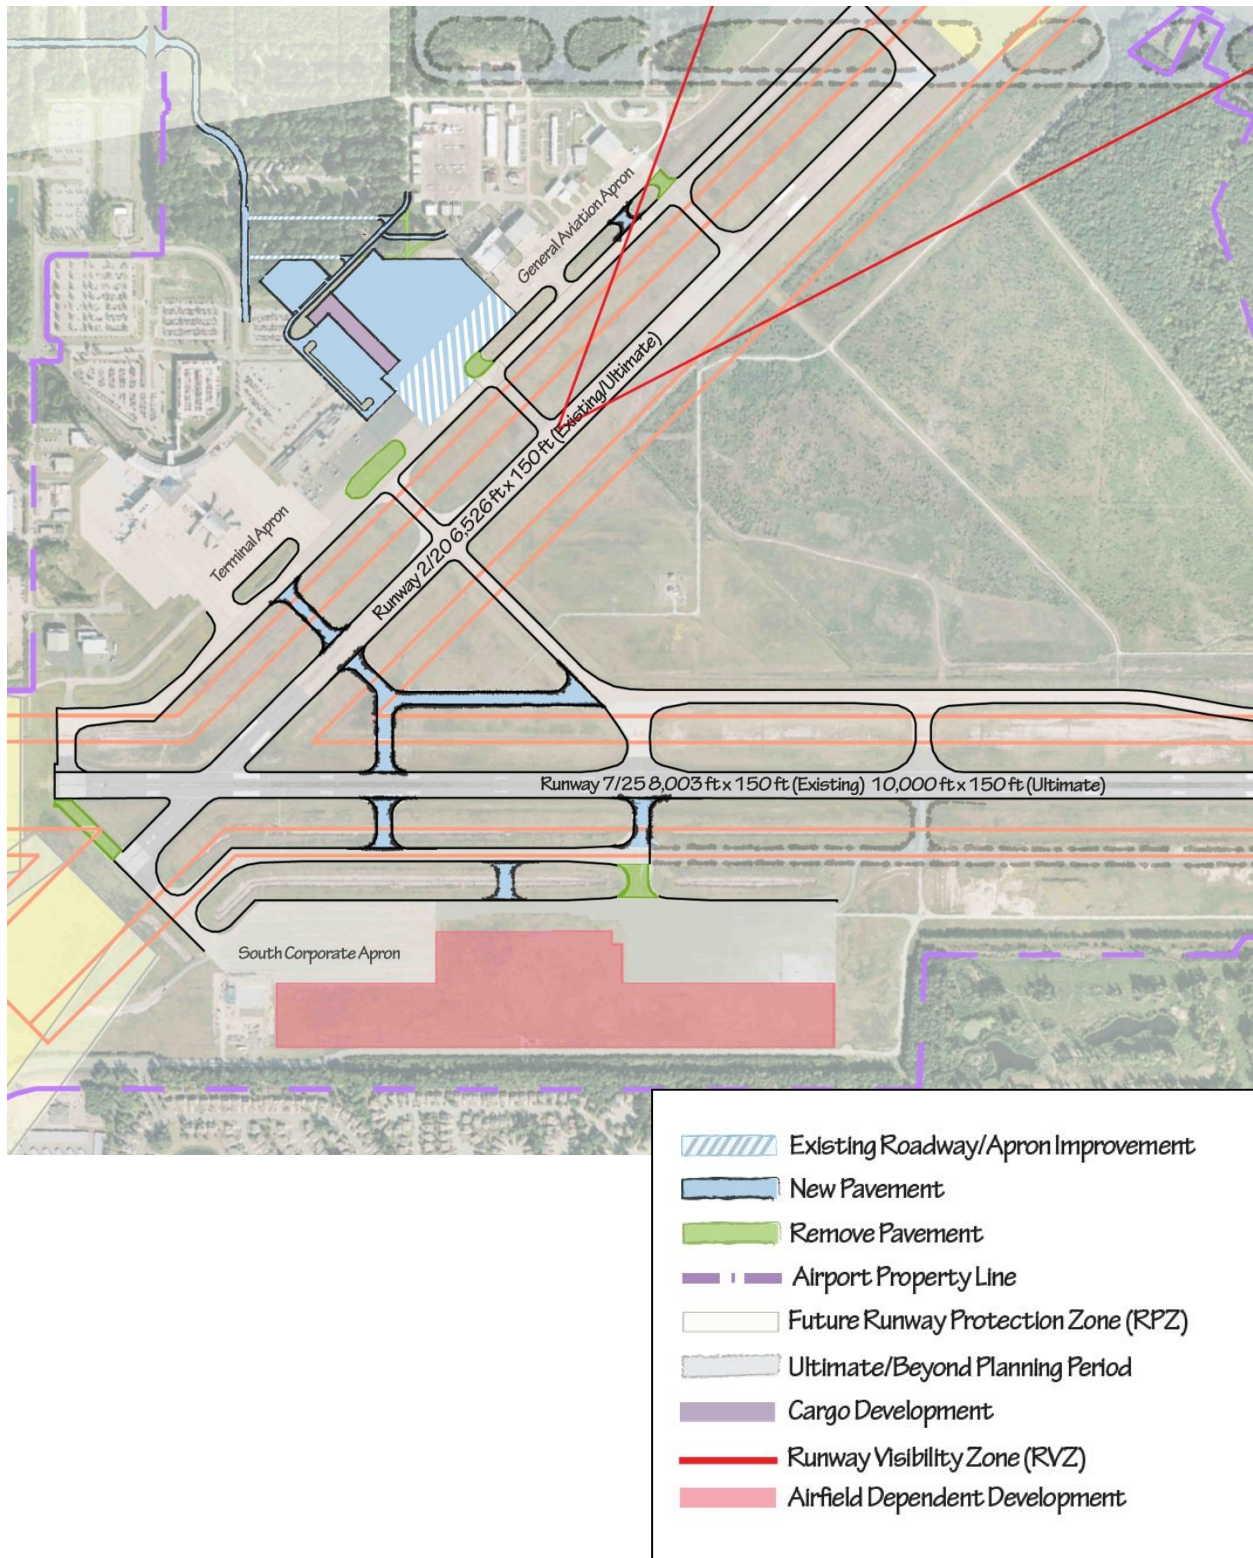 General Aviation Apron
Terminal Apron
Runway 2/20 6,526 ft x 150 ft (Existing/Ultimate)
Runway 7/25 8,003 ft x 150 ft (Existing) 10,000 ft x 150 ft (Ultimate)
South Corporate Apron
Existing Roadway/Apron Improvement
New Pavement
Remove Pavement
Airport Property Line
Future Runway Protection Zone (RPZ)
Ultimate/Beyond Planning Period
Cargo Development
Runway Visibility Zone (RVZ)
Airfield Dependent Development